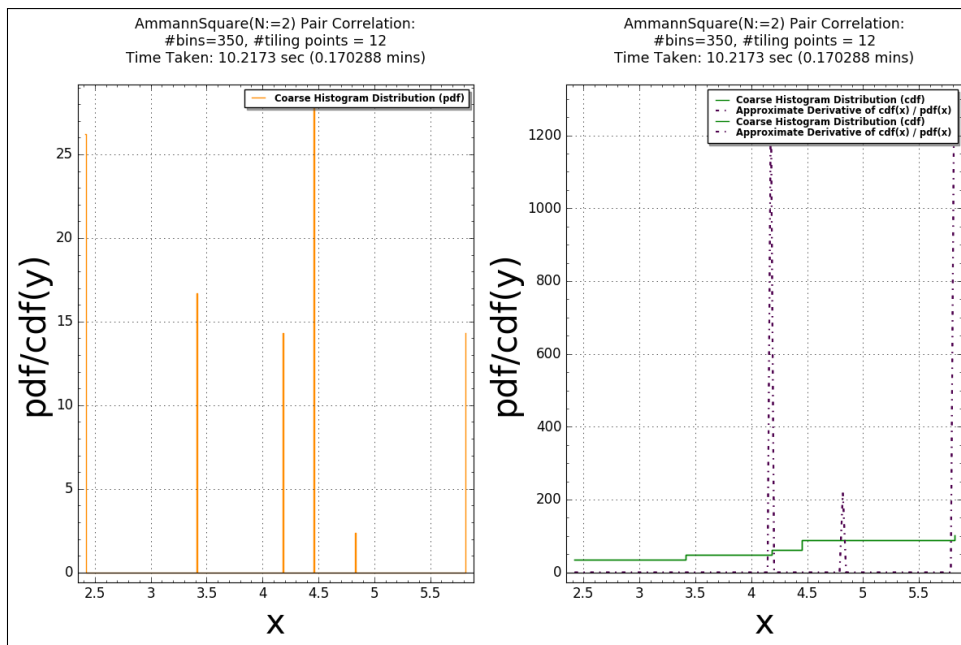 AmmannSquare(N:=2) Pair Correlation:
#bins=350, #tiling points = 12
Time Taken: 10.2173 sec (0.170288 mins)
Coarse Histogram Distribution (pdf)
pdf/cdf(y)
25
20
15
10
5
0
2.5 3 3.5 4 4.5 5 5.5
x
AmmannSquare(N:=2) Pair Correlation:
#bins=350, #tiling points = 12
Time Taken: 10.2173 sec (0.170288 mins)
Coarse Histogram Distribution (cdf)
Approximate Derivative of cdf(x) / pdf(x)
Coarse Histogram Distribution (cdf)
Approximate Derivative of cdf(x) / pdf(x)
pdf/cdf(y)
1200
1000
800
600
400
200
0
2.5 3 3.5 4 4.5 5 5.5
x